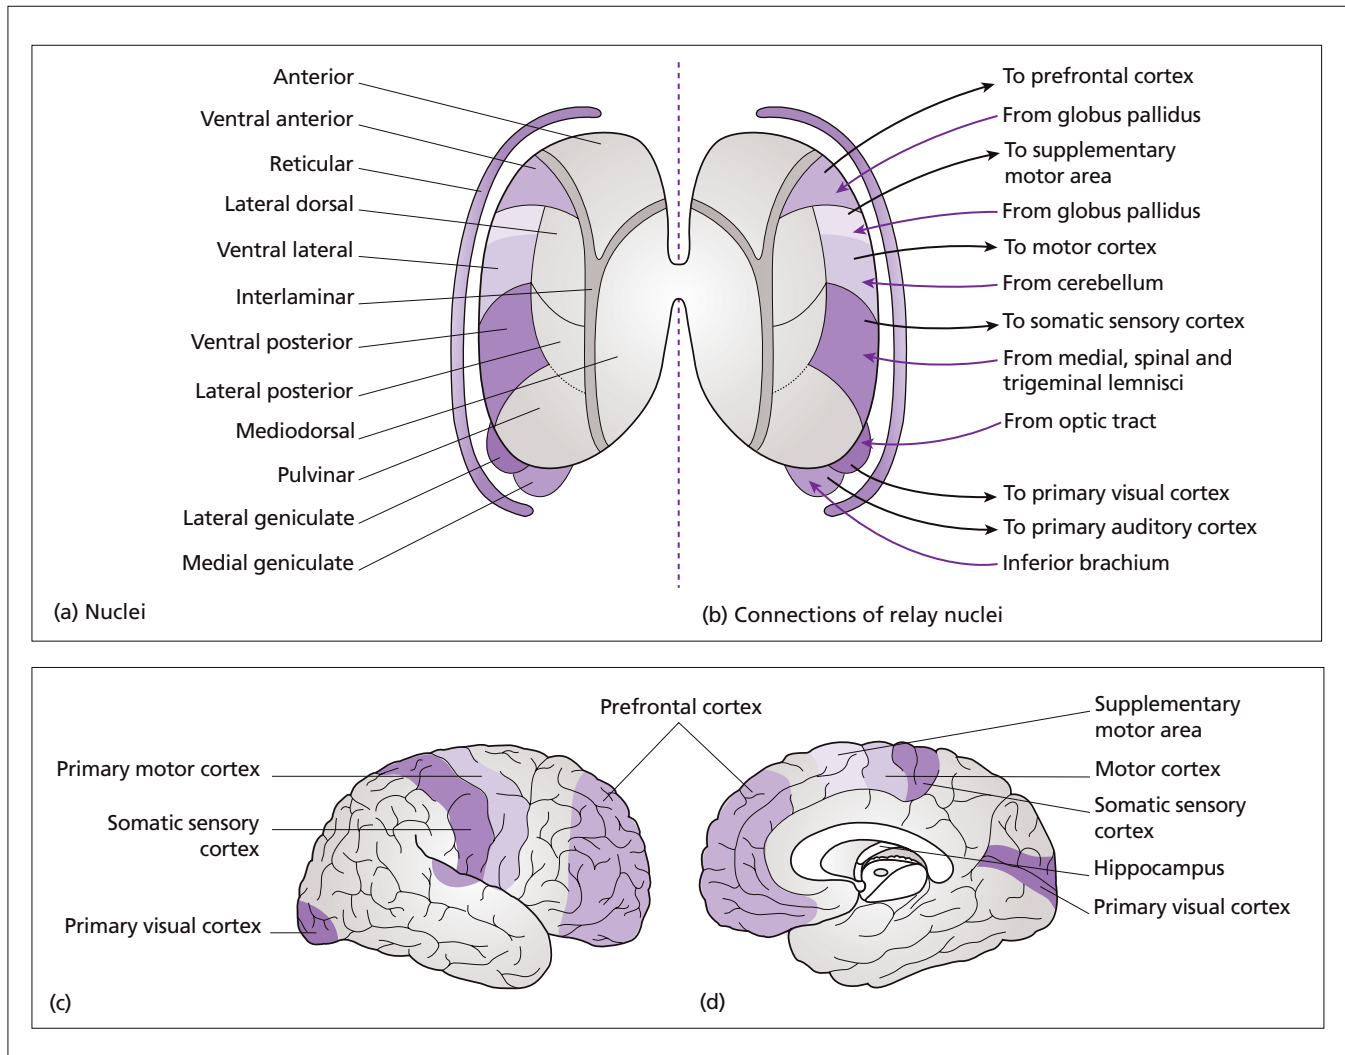 Anterior
Ventral anterior
Reticular
Lateral dorsal
Ventral lateral
Interlaminar
Ventral posterior
Lateral posterior
Mediodorsal
Pulvinar
Lateral geniculate
Medial geniculate
(a) Nuclei
To prefrontal cortex
From globus pallidus
To supplementary
motor area
From globus pallidus
To motor cortex
From cerebellum
To somatic sensory cortex
From medial, spinal and
trigeminal lemnisci
From optic tract
To primary visual cortex
To primary auditory cortex
Inferior brachium
(b) Connections of relay nuclei
Prefrontal cortex
Primary motor cortex
Somatic sensory
cortex
Primary visual cortex
(c)
Supplementary
motor area
Motor cortex
Somatic sensory
cortex
Hippocampus
Primary visual cortex
(d)